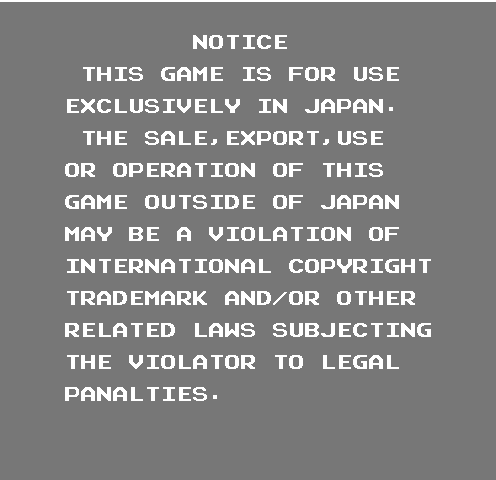 NOTICE
THIS GAME IS FOR USE
EXCLUSIVELY IN JAPAN.
THE SALE,EXPORT,USE
OR OPERATION OF THIS
GAME OUTSIDE OF JAPAN
MAY BE A VIOLATION OF
INTERNATIONAL COPYRIGHT
TRADEMARK AND/OR OTHER
RELATED LAWS SUBJECTING
THE VIOLATOR TO LEGAL
PANALTIES.